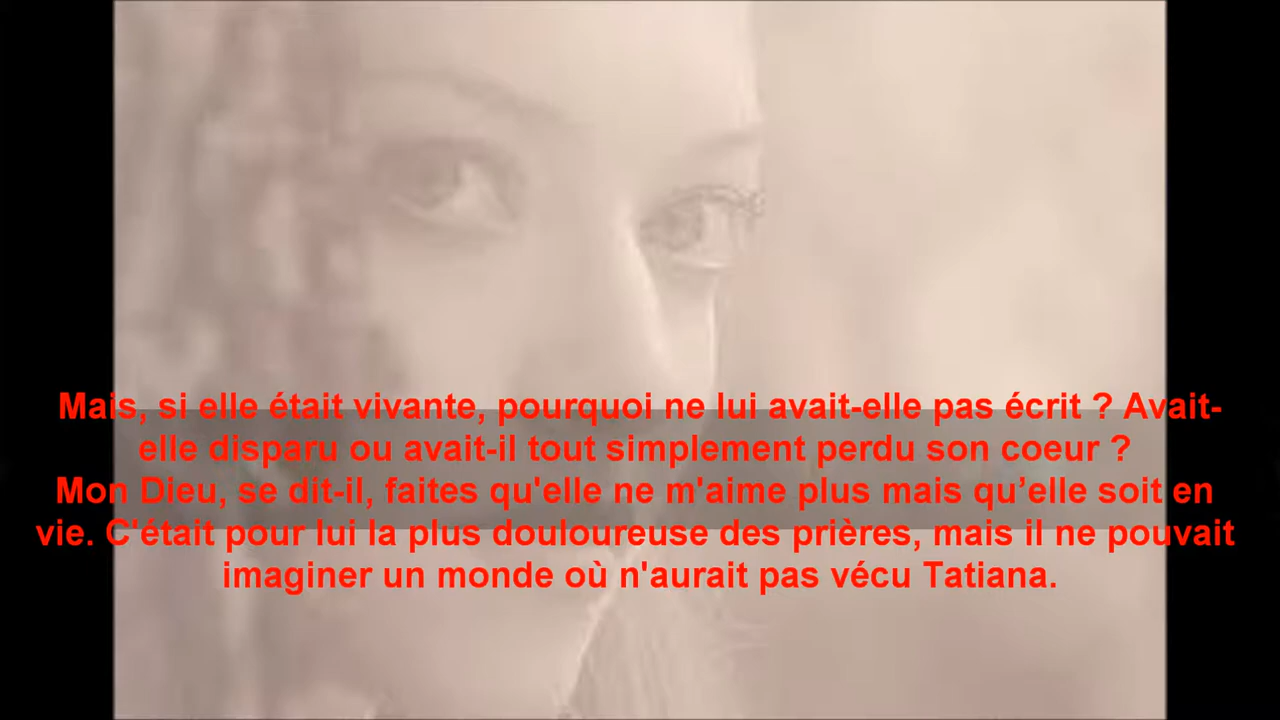 Mais, si elle était vivante, pourquoi ne lui avait-elle pas écrit ? Avait-
elle disparu ou avait-il tout simplement perdu son coeur ?
Mon Dieu, se dit-il, faites qu'elle ne m'aime plus mais qu’elle soit en
vie. C'était pour lui la plus douloureuse des prières, mais il ne pouvait
imaginer un monde où n'aurait pas vécu Tatiana.